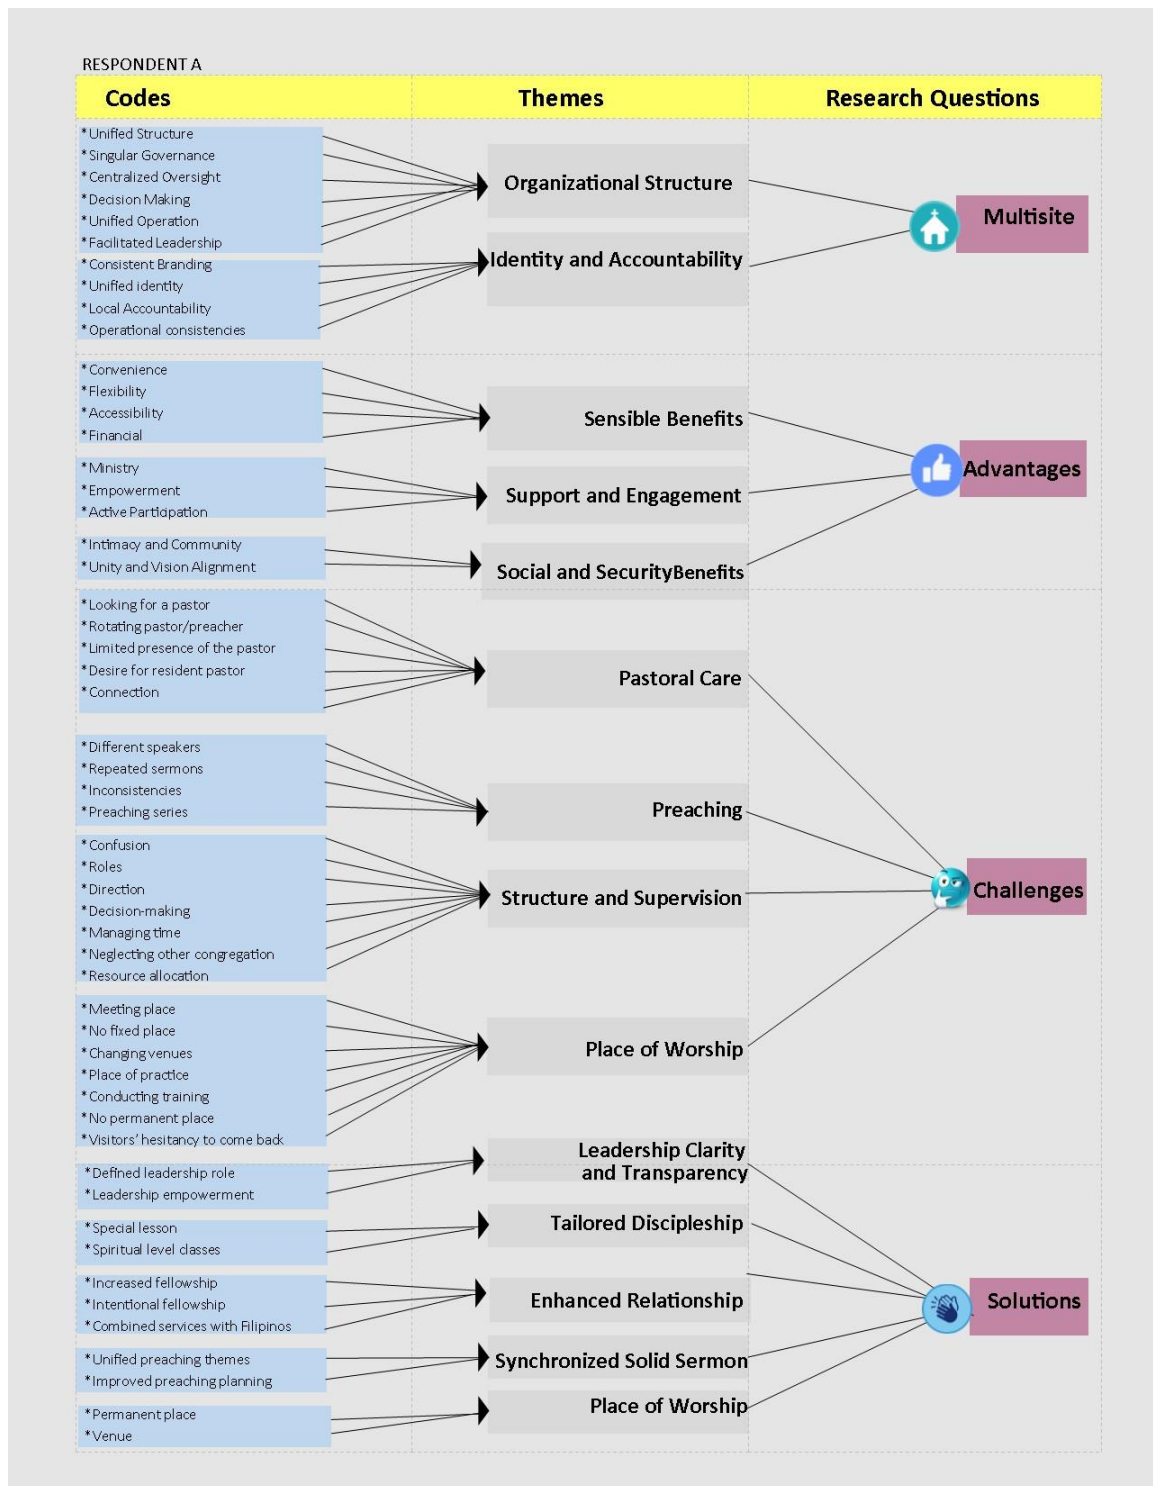 RESPONDENT A
Codes
Themes
Research Questions
*Unified Structure
*Singular Governance
*Centralized Oversight
*Decision Making
*Unified Operation
*Facilitated Leadership
*Consistent Branding
*Unified identity
*Local Accountability
*Operational consistencies
Organizational Structure
Identity and Accountability
Multisite
*Convenience
*Flexibility
*Accessibility
*Financial
*Ministry
*Empowerment
*Active Participation
*Intimacy and Community
*Unity and Vision Alignment
Sensible Benefits
Support and Engagement
Social and SecurityBenefits
Advantages
*Looking for a pastor
*Rotating pastor/preacher
*Limited presence of the pastor
*Desire for resident pastor
*Connection
*Different speakers
*Repeated sermons
*Inconsistencies
*Preaching series
*Confusion
*Roles
*Direction
*Decision-making
*Managing time
*Neglecting other congregation
*Resource allocation
*Meeting place
*No fixed place
*Changing venues
*Place of practice
*Conducting training
*No permanent place
*Visitors' hesitancy to come back
Pastoral Care
Preaching
Structure and Supervision
Place of Worship
Challenges
*Defined leadership role
*Leadership empowerment
*Special lesson
*Spiritual level classes
*Increased fellowship
*Intentional fellowship
*Combined services with Filipinos
*Unified preaching themes
*Improved preaching planning
*Permanent place
*Venue
Leadership Clarity
and Transparency
Tailored Discipleship
Enhanced Relationship
Synchronized Solid Sermon
Place of Worship
Solutions